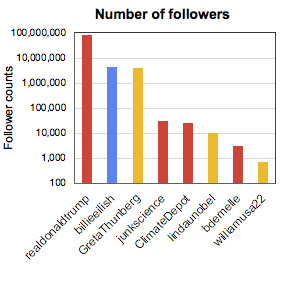 Number of followers
Follower counts
100,000,000
10,000,000
1,000,000
100,000
10,000
1,000
100
realdonaldtrump
billieeilish
GretaThunberg
junkscience
ClimateDepot
lindaunobel
bdemelle
williamusa22